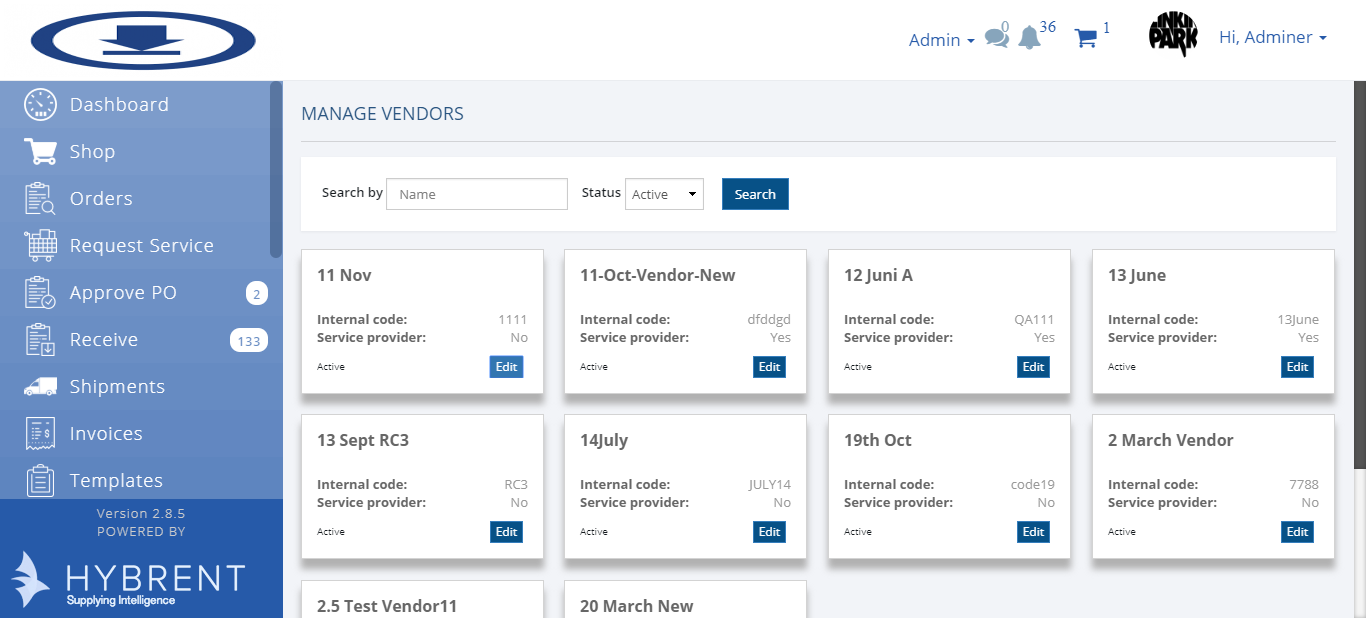 Admin
0
36
1
LINKIN PARK
Hi, Adminer
Dashboard
Shop
Orders
Request Service
Approve PO 2
Receive 133
Shipments
Invoices
Templates
Version 2.8.5
POWERED BY
HYBRENT
Supplying Intelligence
MANAGE VENDORS
Search by Name Status Active Search
11 Nov
Internal code: 1111
Service provider: No
Active Edit
11-Oct-Vendor-New
Internal code: dfddgd
Service provider: Yes
Active Edit
12 Juni A
Internal code: QA111
Service provider: Yes
Active Edit
13 June
Internal code: 13June
Service provider: Yes
Active Edit
13 Sept RC3
Internal code: RC3
Service provider: No
Active Edit
14July
Internal code: JULY14
Service provider: No
Active Edit
19th Oct
Internal code: code19
Service provider: No
Active Edit
2 March Vendor
Internal code: 7788
Service provider: No
Active Edit
2.5 Test Vendor11
20 March New